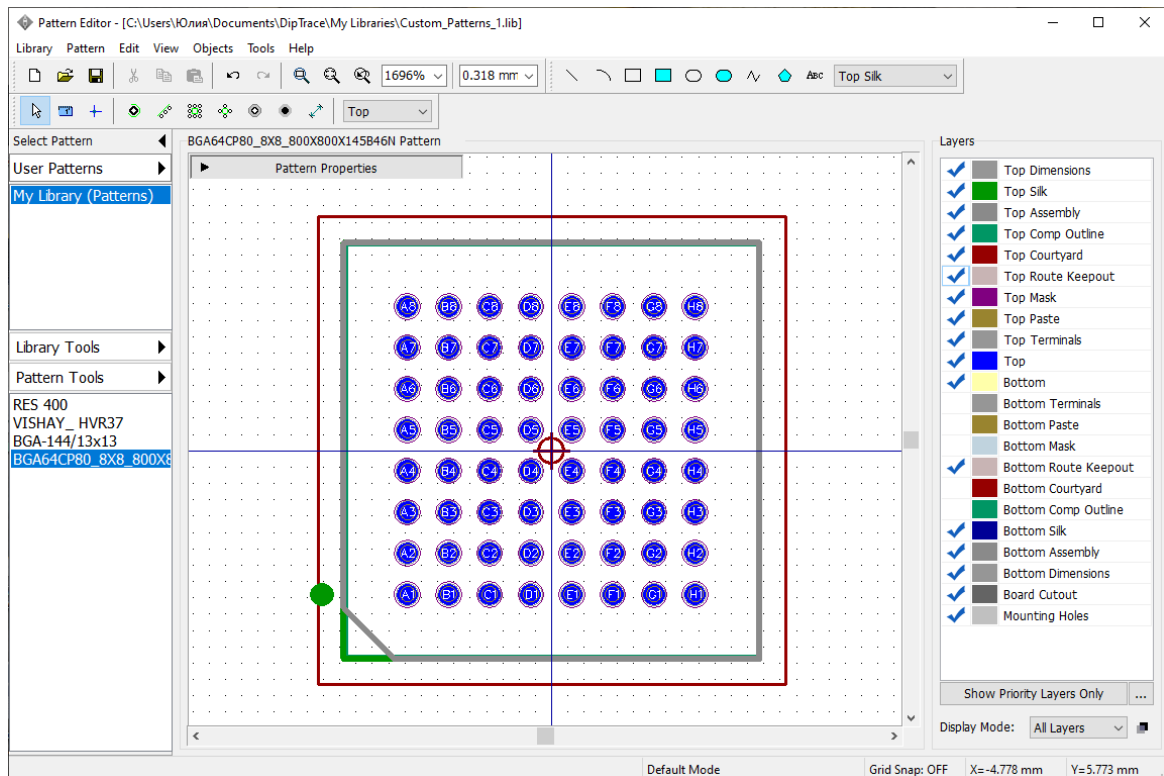 Pattern Editor - [C:\Users\Юлия\Documents\DipTrace\My Libraries\Custom_Patterns_1.lib]
Library Pattern Edit View Objects Tools Help
1696% 0.318 mm ABC Top Silk
Top
Select Pattern
User Patterns
My Library (Patterns)
Library Tools
Pattern Tools
RES 400
VISHAY_ HVR37
BGA-144/13x13
BGA64CP80_8X8_800X8
BGA64CP80_8X8_800X800X145B46N Pattern
Pattern Properties
A8 B8 C8 D8 E8 F8 G8 H8
A7 B7 C7 D7 E7 F7 G7 H7
A6 B6 C6 D6 E6 F6 G6 H6
A5 B5 C5 D5 E5 F5 G5 H5
A4 B4 C4 D4 E4 F4 G4 H4
A3 B3 C3 D3 E3 F3 G3 H3
A2 B2 C2 D2 E2 F2 G2 H2
A1 B1 C1 D1 E1 F1 G1 H1
Layers
Top Dimensions
Top Silk
Top Assembly
Top Comp Outline
Top Courtyard
Top Route Keepout
Top Mask
Top Paste
Top Terminals
Top
Bottom
Bottom Terminals
Bottom Paste
Bottom Mask
Bottom Route Keepout
Bottom Courtyard
Bottom Comp Outline
Bottom Silk
Bottom Assembly
Bottom Dimensions
Board Cutout
Mounting Holes
Show Priority Layers Only ...
Display Mode: All Layers
Default Mode Grid Snap: OFF X=-4.778 mm Y=5.773 mm